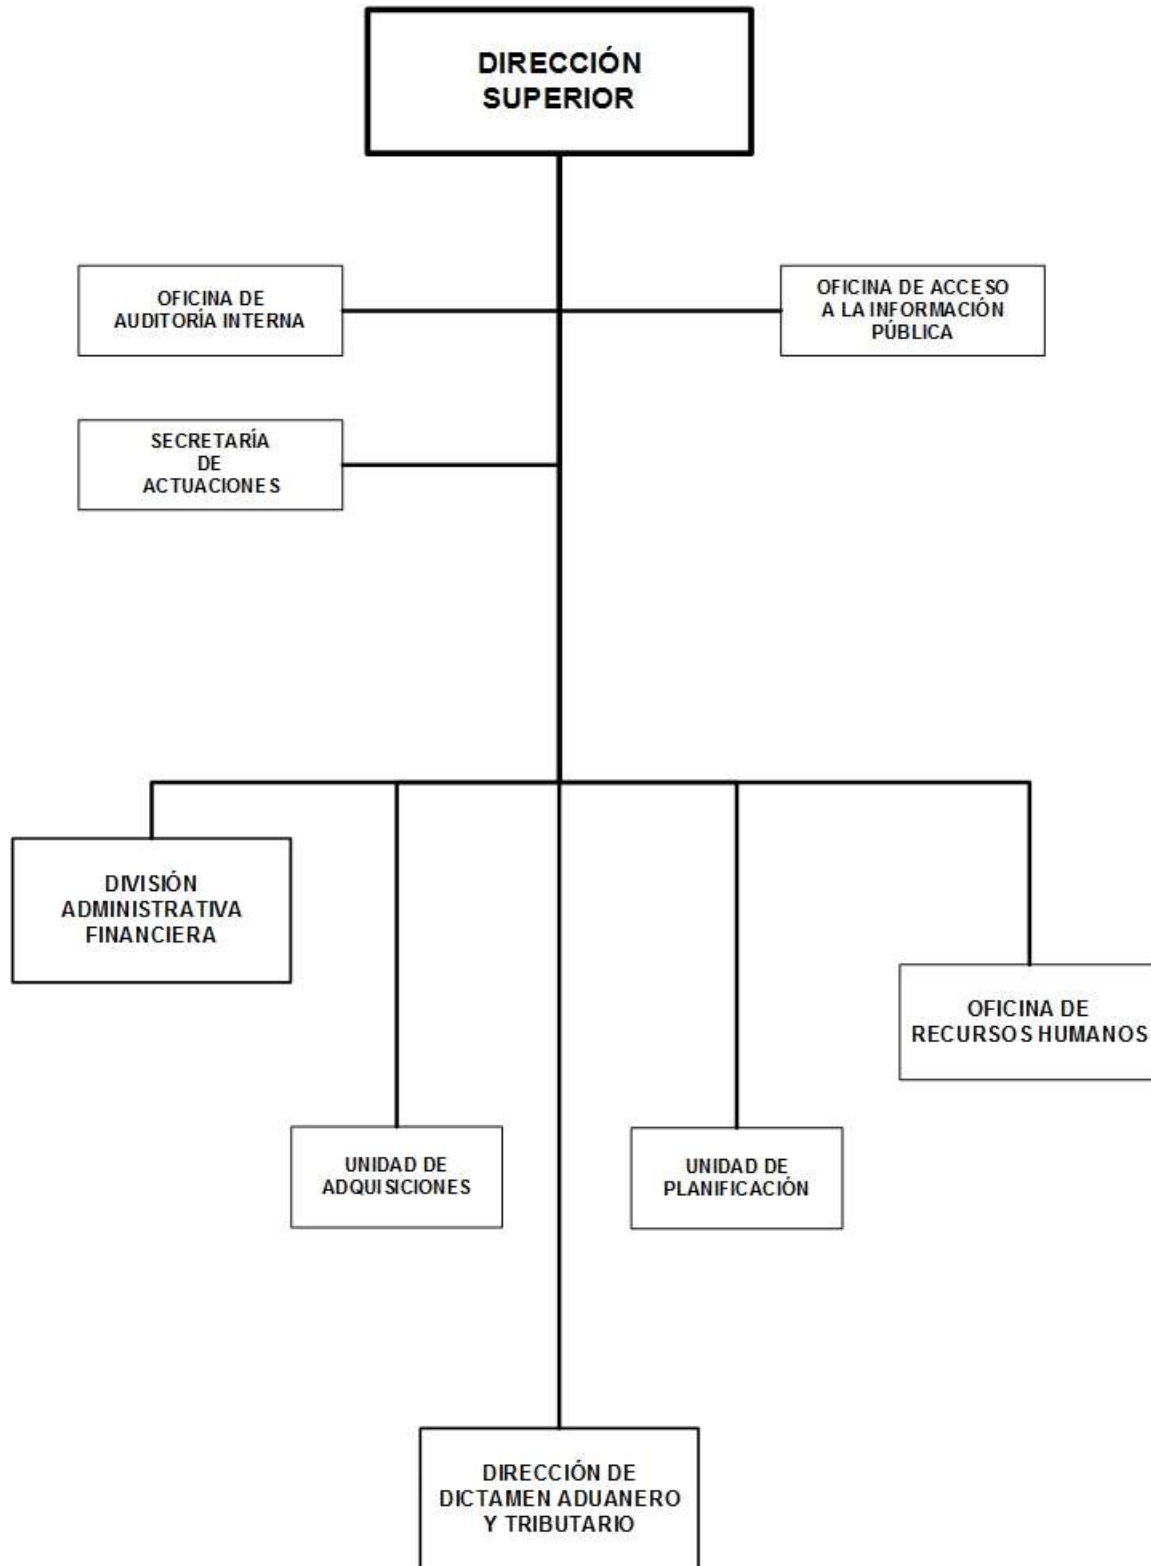 DIRECCIÓN
SUPERIOR
OFICINA DE
AUDITORÍA INTERNA
OFICINA DE ACCESO
A LA INFORMACIÓN
PÚBLICA
SECRETARÍA
DE
ACTUACIONES
DIVISIÓN
ADMINISTRATIVA
FINANCIERA
OFICINA DE
RECURSOS HUMANOS
UNIDAD DE
ADQUISICIONES
UNIDAD DE
PLANIFICACIÓN
DIRECCIÓN DE
DICTAMEN ADUANERO
Y TRIBUTARIO